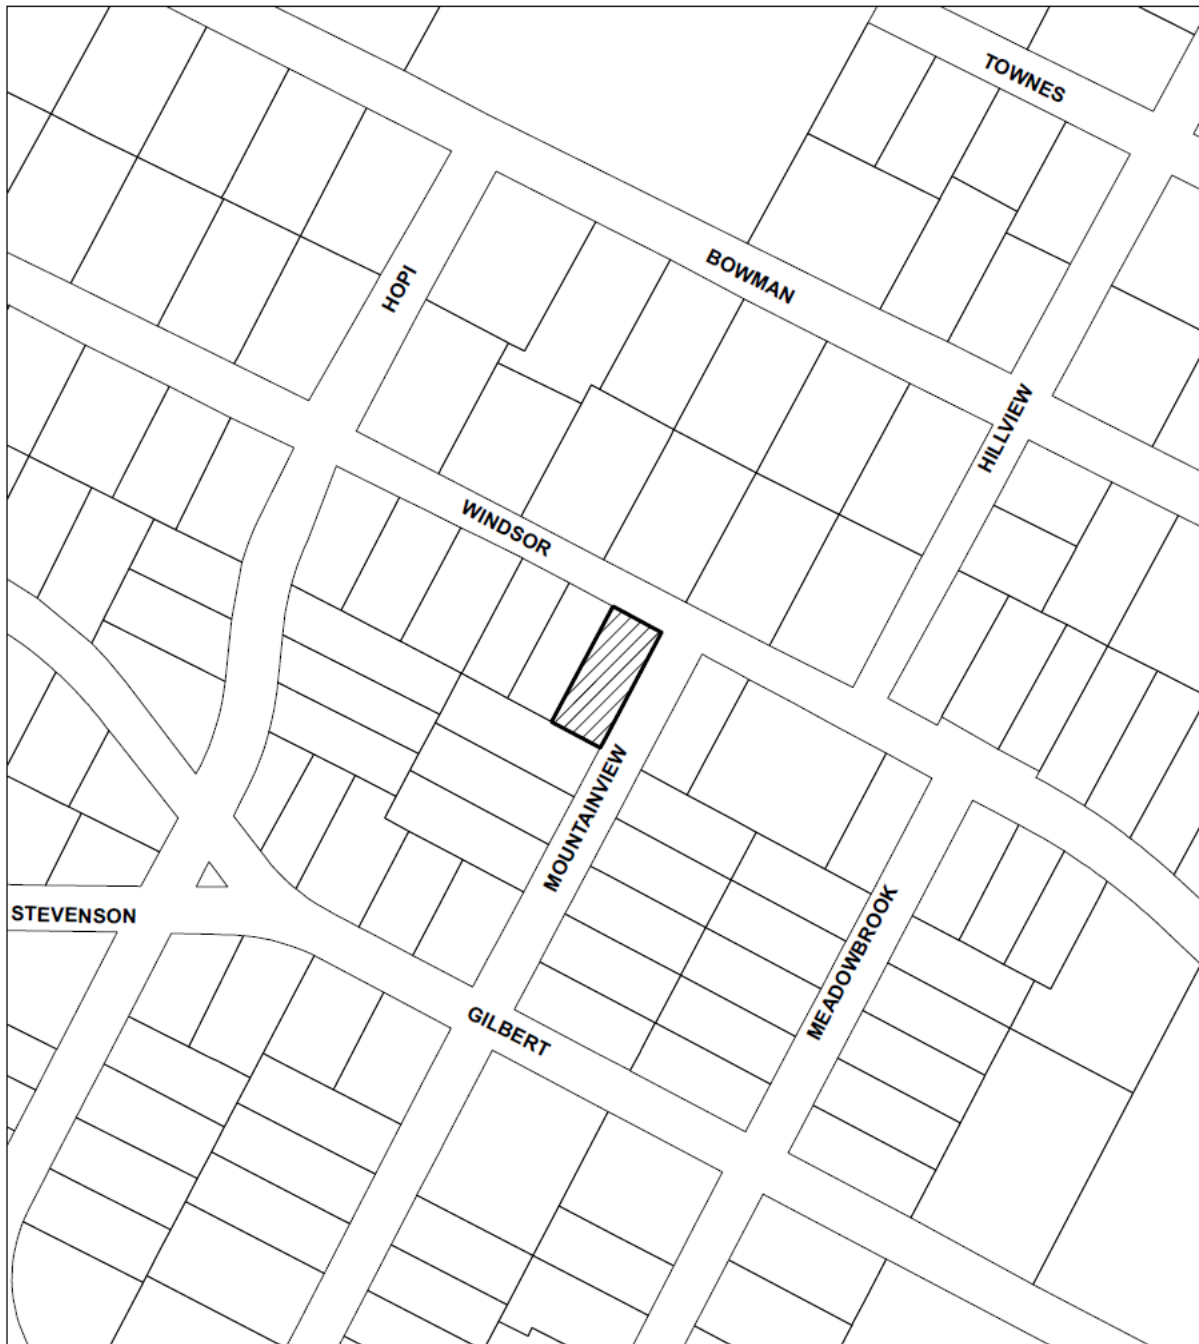 TOWNES
BOWMAN
HOPI
HILLVIEW
WINDSOR
MOUNTAINVIEW
STEVENSON
MEADOWBROOK
GILBERT